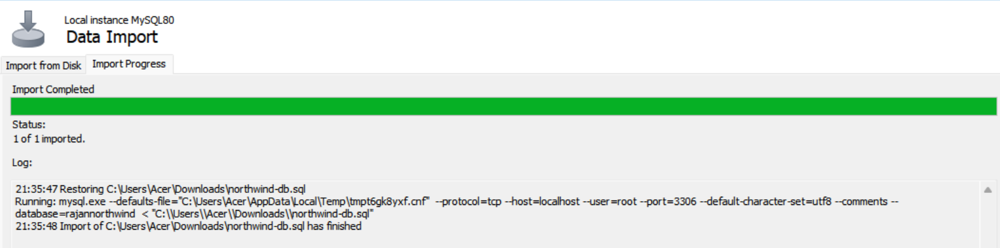 Local instance MySQL80
Data Import
Import from Disk
Import Progress
Import Completed
Status:
1 of 1 imported.
Log:
21:35:47 Restoring C:\Users\Acer\Downloads\northwind-db.sql
Running: mysql.exe --defaults-file="C:\Users\Acer\AppData\Local\Temp\tmpt6gk8yxf.cnf"  --protocol=tcp --host=localhost --user=root --port=3306 --default-character-set=utf8 --comments --
database=rajannorthwind  < "C:\\Users\\Acer\\Downloads\\northwind-db.sql"
21:35:48 Import of C:\Users\Acer\Downloads\northwind-db.sql has finished